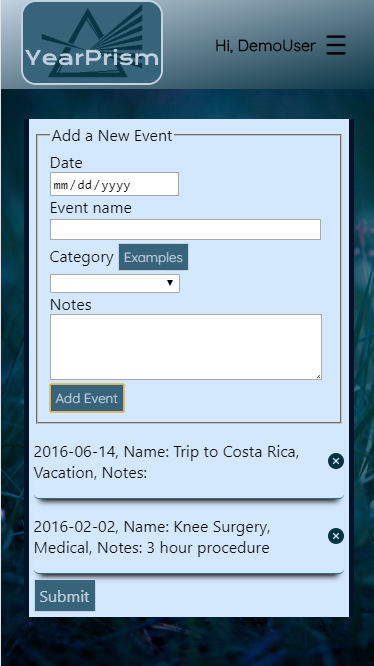 YearPrism
Hi, DemoUser
Add a New Event
Date
mm/dd/yyyy
Event name
Category Examples
Notes
Add Event
2016-06-14, Name: Trip to Costa Rica,
Vacation, Notes:
2016-02-02, Name: Knee Surgery,
Medical, Notes: 3 hour procedure
Submit